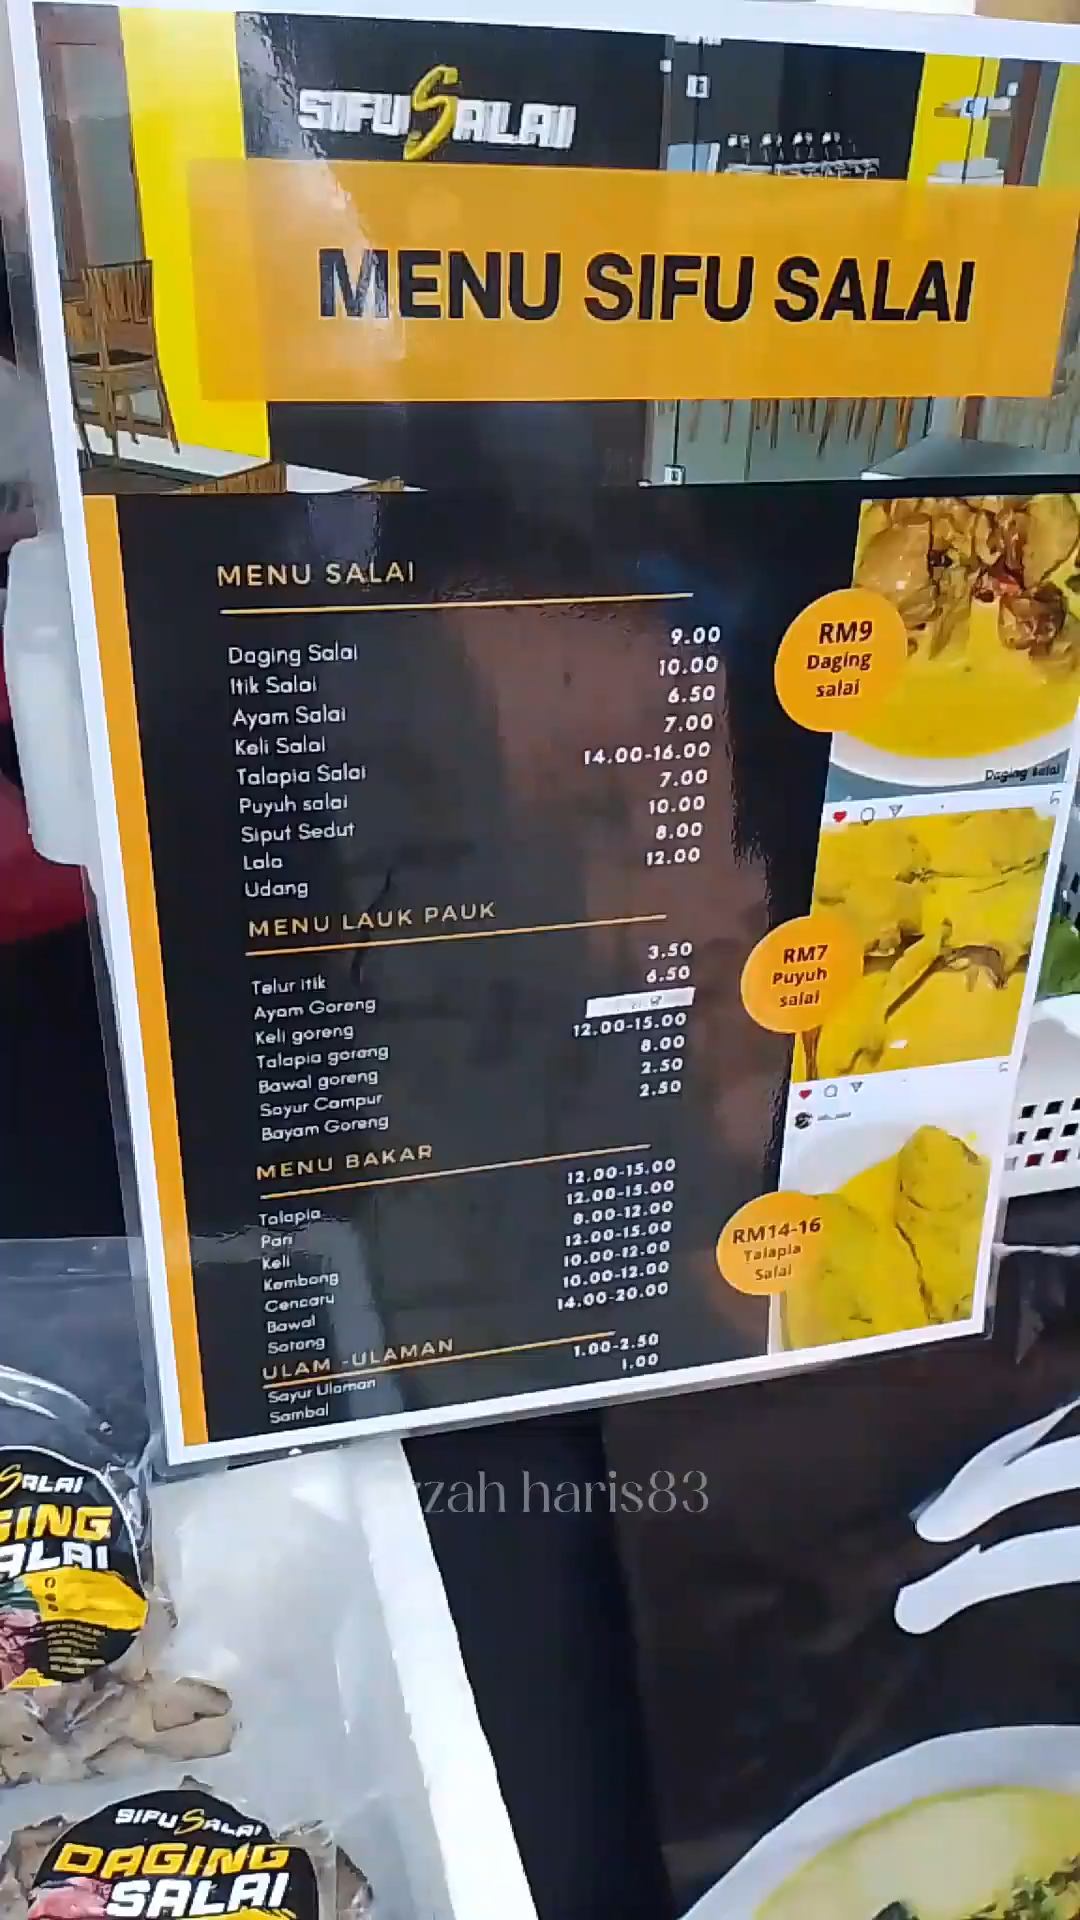 SIFU SALAI
MENU SIFU SALAI
MENU SALAI
Daging Salai 9.00
Itik Salai 10.00
Ayam Salai 6.50
Keli Salai 7.00
Talapia Salai 14.00-16.00
Puyuh salai 7.00
Siput Sedut 10.00
Lala 8.00
Udang 12.00
MENU LAUK PAUK
Telur itik 3.50
Ayam Goreng 6.50
Keli goreng
Talapia goreng 12.00-15.00
Bawal goreng 8.00
Sayur Campur 2.50
Bayam Goreng 2.50
MENU BAKAR
Talapia 12.00-15.00
Pari 12.00-15.00
Keli 8.00-12.00
Kembong 12.00-15.00
Cencaru 10.00-12.00
Bawal 10.00-12.00
Sotong 14.00-20.00
ULAM -ULAMAN
Sayur Ulaman 1.00-2.50
Sambal 1.00
RM9
Daging
salai
Daging Salai
RM7
Puyuh
salai
RM14-16
Talapia
Salai
zah haris83
SALAI
GING
ALAI
SIFU SALAI
DAGING
SALAI